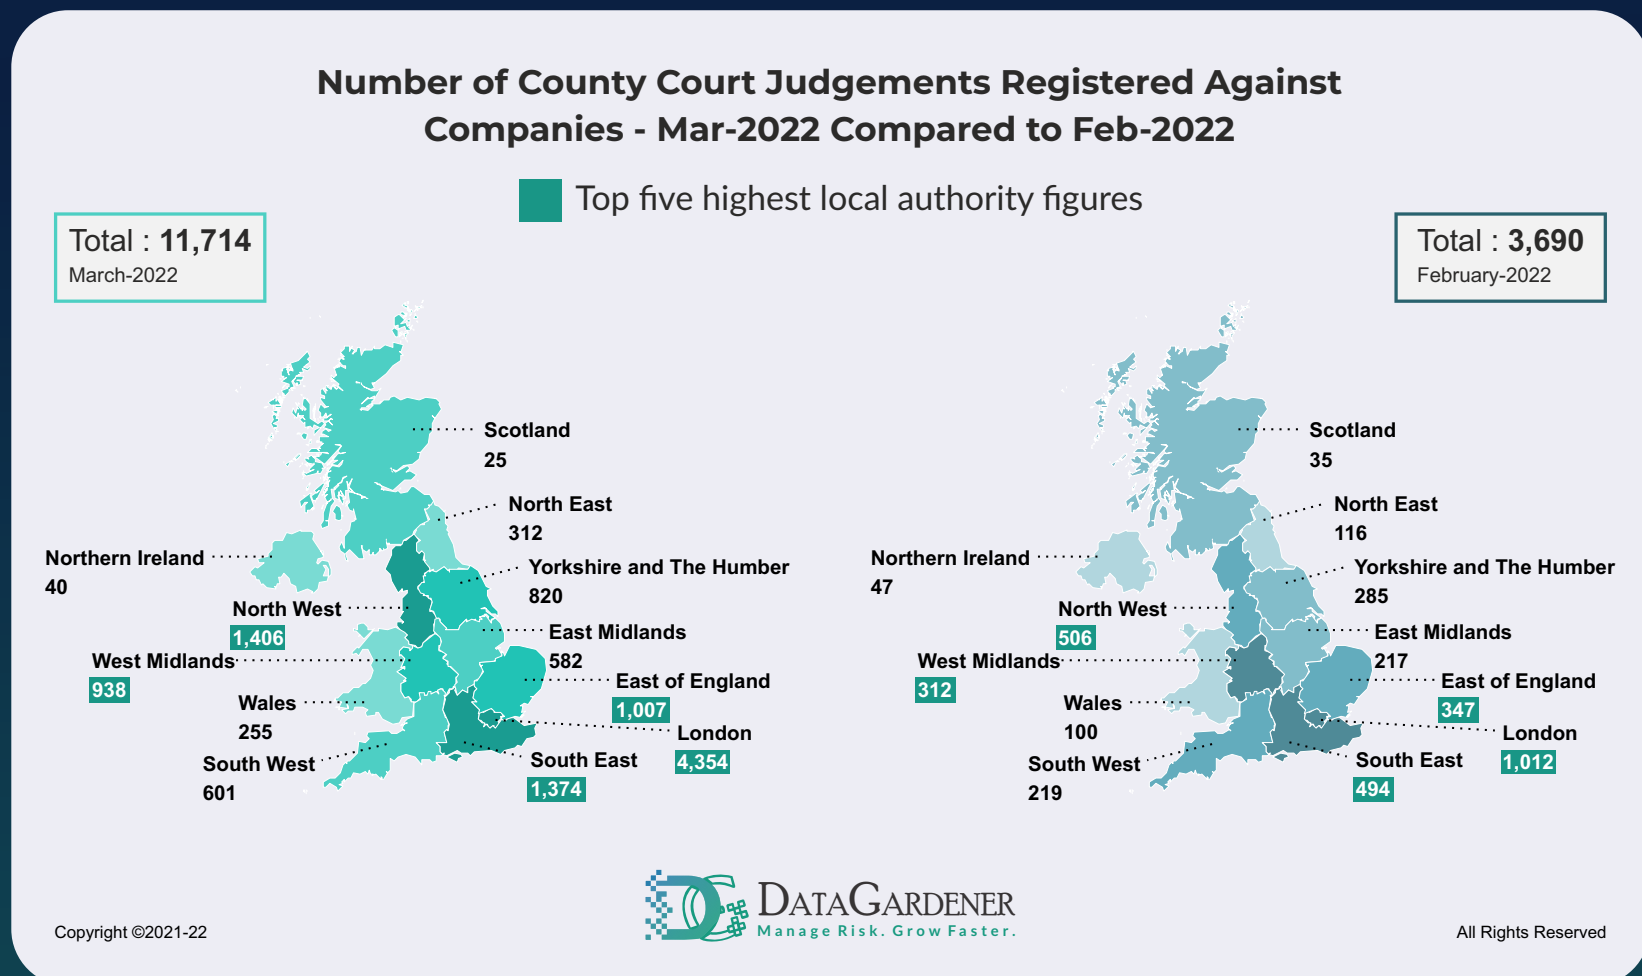 Number of County Court Judgements Registered Against
Companies - Mar-2022 Compared to Feb-2022
Top five highest local authority figures
Total : 11,714
March-2022
Total : 3,690
February-2022
Scotland
25
North East
312
Northern Ireland
40
Yorkshire and The Humber
820
North West
1,406
East Midlands
582
West Midlands
938
East of England
1,007
Wales
255
London
4,354
South West
601
South East
1,374
Scotland
35
North East
116
Northern Ireland
47
Yorkshire and The Humber
285
North West
506
East Midlands
217
West Midlands
312
East of England
347
Wales
100
London
1,012
South West
219
South East
494
DATAGARDENER
Manage Risk. Grow Faster.
Copyright ©2021-22
All Rights Reserved